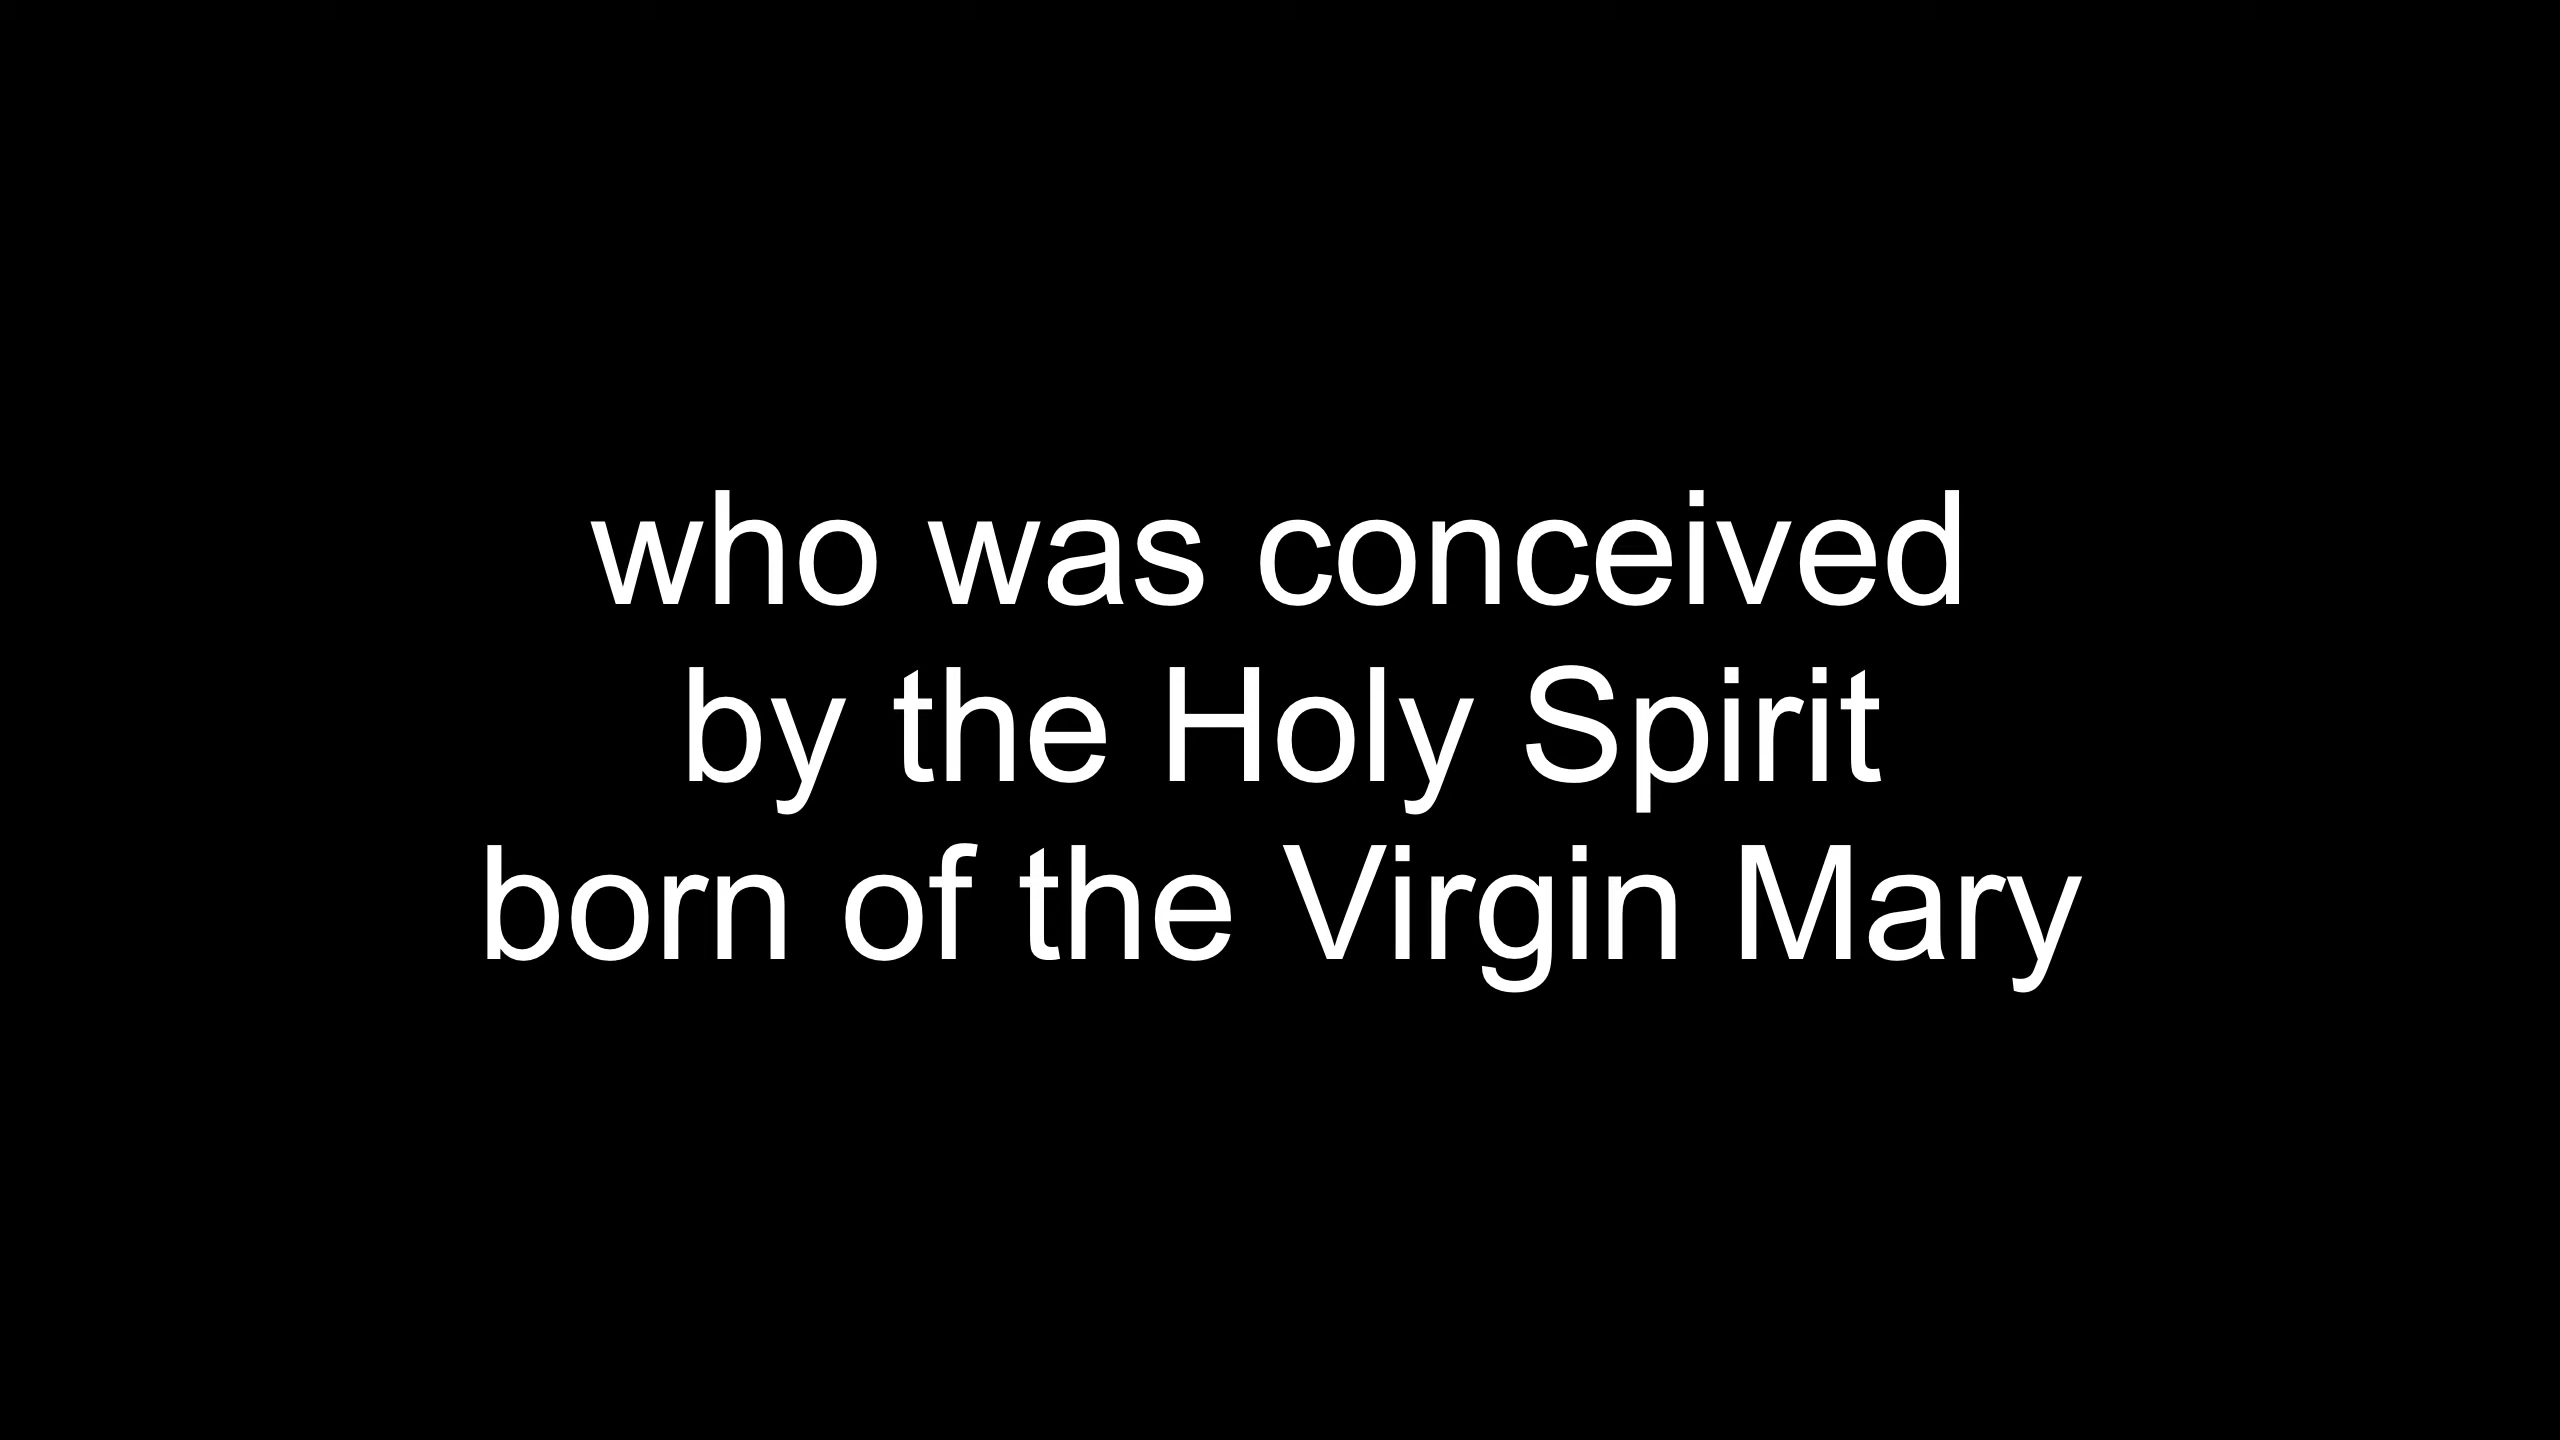 who was conceived
by the Holy Spirit
born of the Virgin Mary